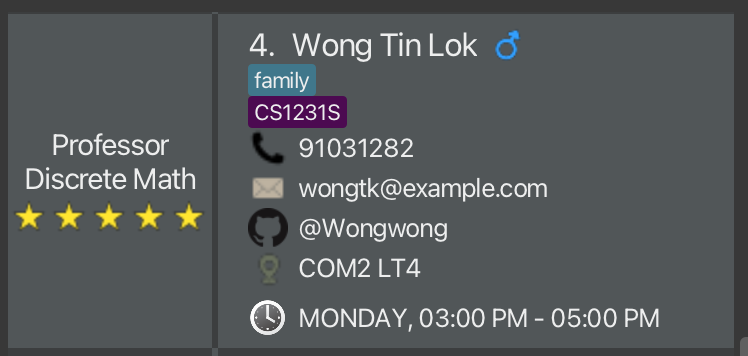 Professor
Discrete Math
4. Wong Tin Lok
family
CS1231S
91031282
wongtk@example.com
@Wongwong
COM2 LT4
MONDAY, 03:00 PM - 05:00 PM